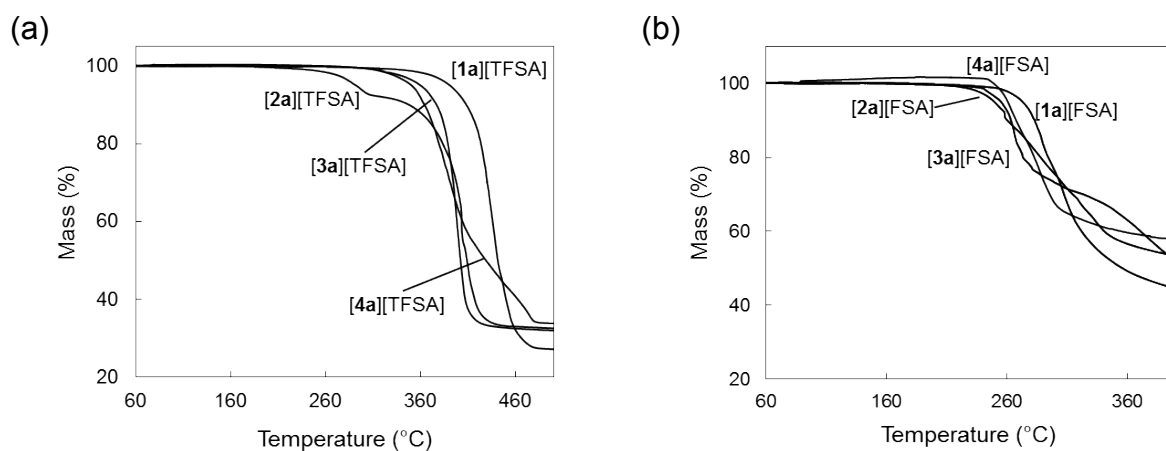 (a)
100
80
60
40
20
Mass (%)
[1a][TFSA]
[2a][TFSA]
[3a][TFSA]
[4a][TFSA]
60 160 260 360 460
Temperature (°C)
(b)
100
80
60
40
20
Mass (%)
[4a][FSA]
[2a][FSA]
[1a][FSA]
[3a][FSA]
60 160 260 360
Temperature (°C)